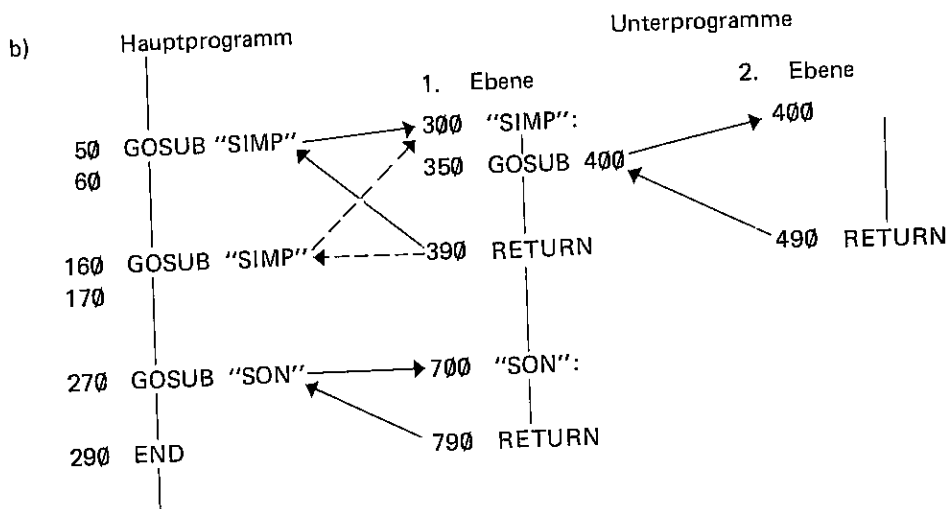 b) Hauptprogramm Unterprogramme
1. Ebene 2. Ebene
300 "SIMP": 400
50 GOSUB "SIMP" 350 GOSUB 400
60
160 GOSUB "SIMP" 390 RETURN 490 RETURN
170
270 GOSUB "SON" 700 "SON":
290 END 790 RETURN